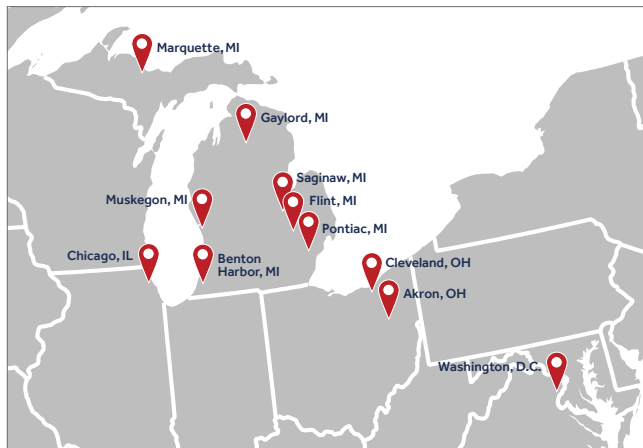 Marquette, MI
Gaylord, MI
Saginaw, MI
Muskegon, MI
Flint, MI
Pontiac, MI
Chicago, IL
Benton
Harbor, MI
Cleveland, OH
Akron, OH
Washington, D.C.